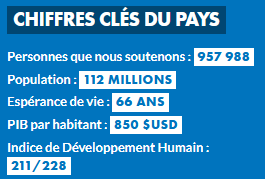 CHIFFRES CLÉS DU PAYS
Personnes que nous soutenons : 957 988
Population : 112 MILLIONS
Espérance de vie : 66 ANS
PIB par habitant : 850 $USD
Indice de Développement Humain :
211/228